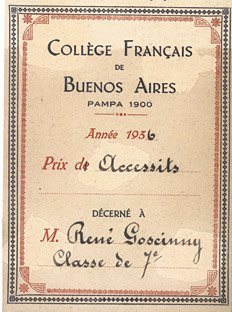 COLLÈGE FRANÇAIS
DE
BUENOS AIRES
PAMPA 1900
Année 1936
Prix de Accessits
DÉCERNÉ À
M. René Goscinny
Classe de 7e